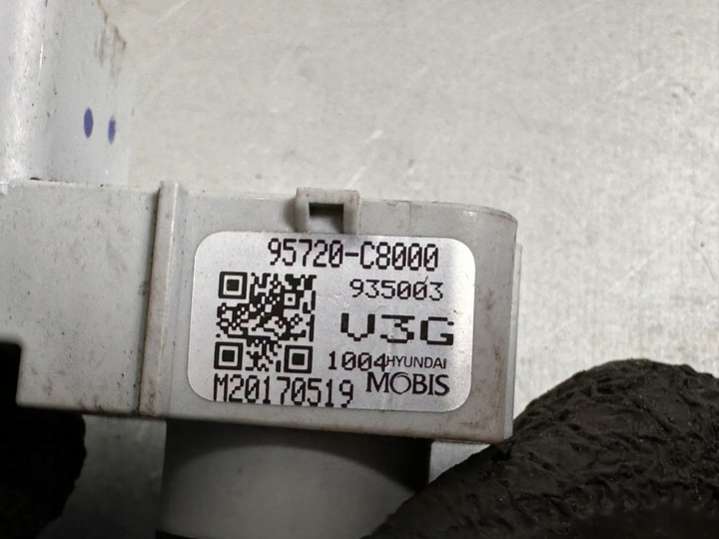 95720-C8000
935003
V3G
1004 HYUNDAI
M20170519 MOBIS